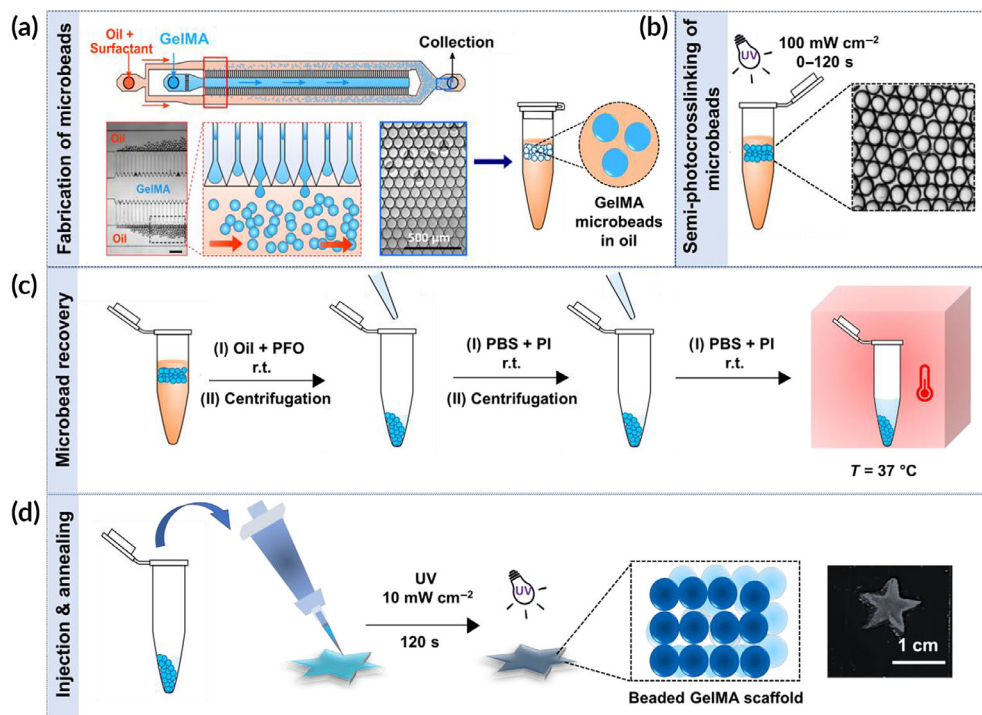 (a)
Fabrication of microbeads
Oil +
Surfactant
GelMA
Collection
Oil
GelMA
Oil
500 μm
GelMA
microbeads
in oil
(b)
Semi-photocrosslinking of
microbeads
UV
100 mW cm⁻²
0–120 s
(c)
Microbead recovery
(I) Oil + PFO
r.t.
(II) Centrifugation
(I) PBS + PI
r.t.
(II) Centrifugation
(I) PBS + PI
r.t.
T = 37 °C
(d)
Injection & annealing
UV
10 mW cm⁻²
120 s
UV
Beaded GelMA scaffold
1 cm